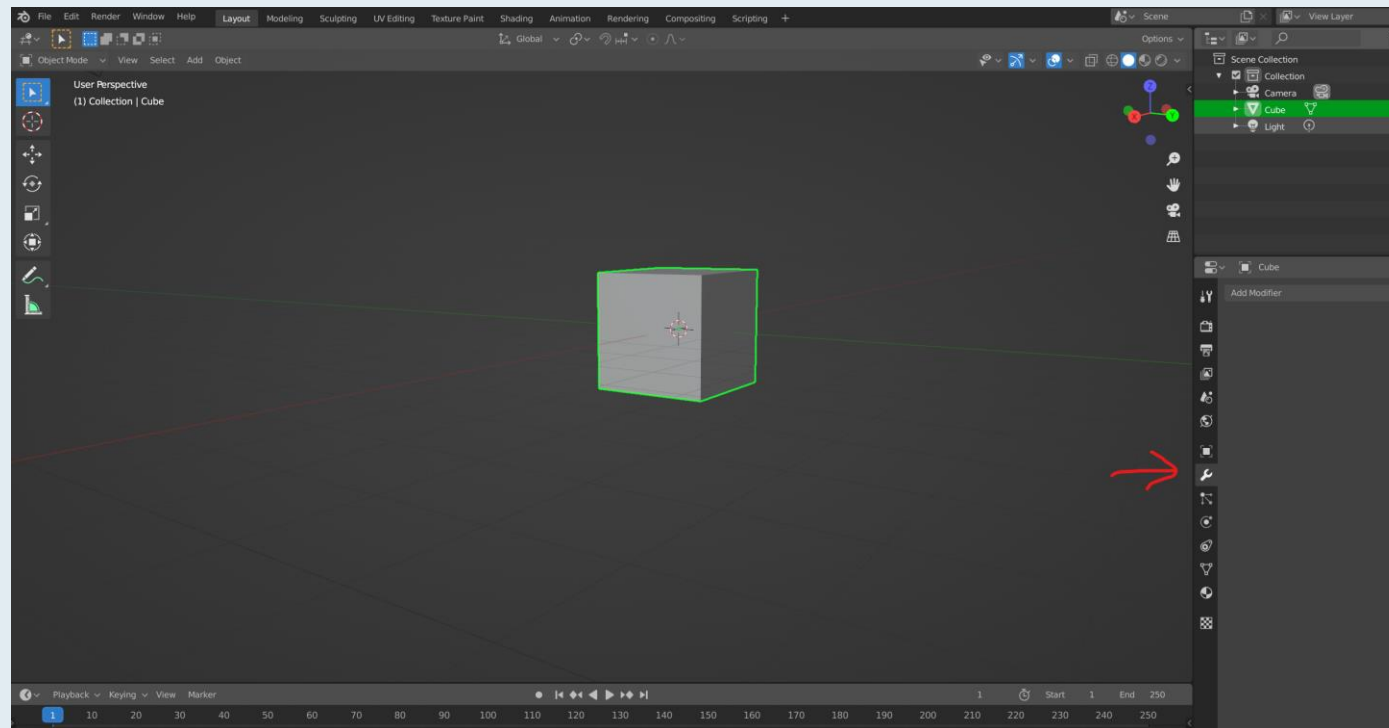 File Edit Render Window Help Layout Modeling Sculpting UV Editing Texture Paint Shading Animation Rendering Compositing Scripting + Scene View Layer
Global Options
Object Mode View Select Add Object
User Perspective
(1) Collection | Cube
Z
X
Y
Scene Collection
Collection
Camera
Cube
Light
Cube
Add Modifier
Playback Keying View Marker 1 Start 1 End 250
1 10 20 30 40 50 60 70 80 90 100 110 120 130 140 150 160 170 180 190 200 210 220 230 240 250